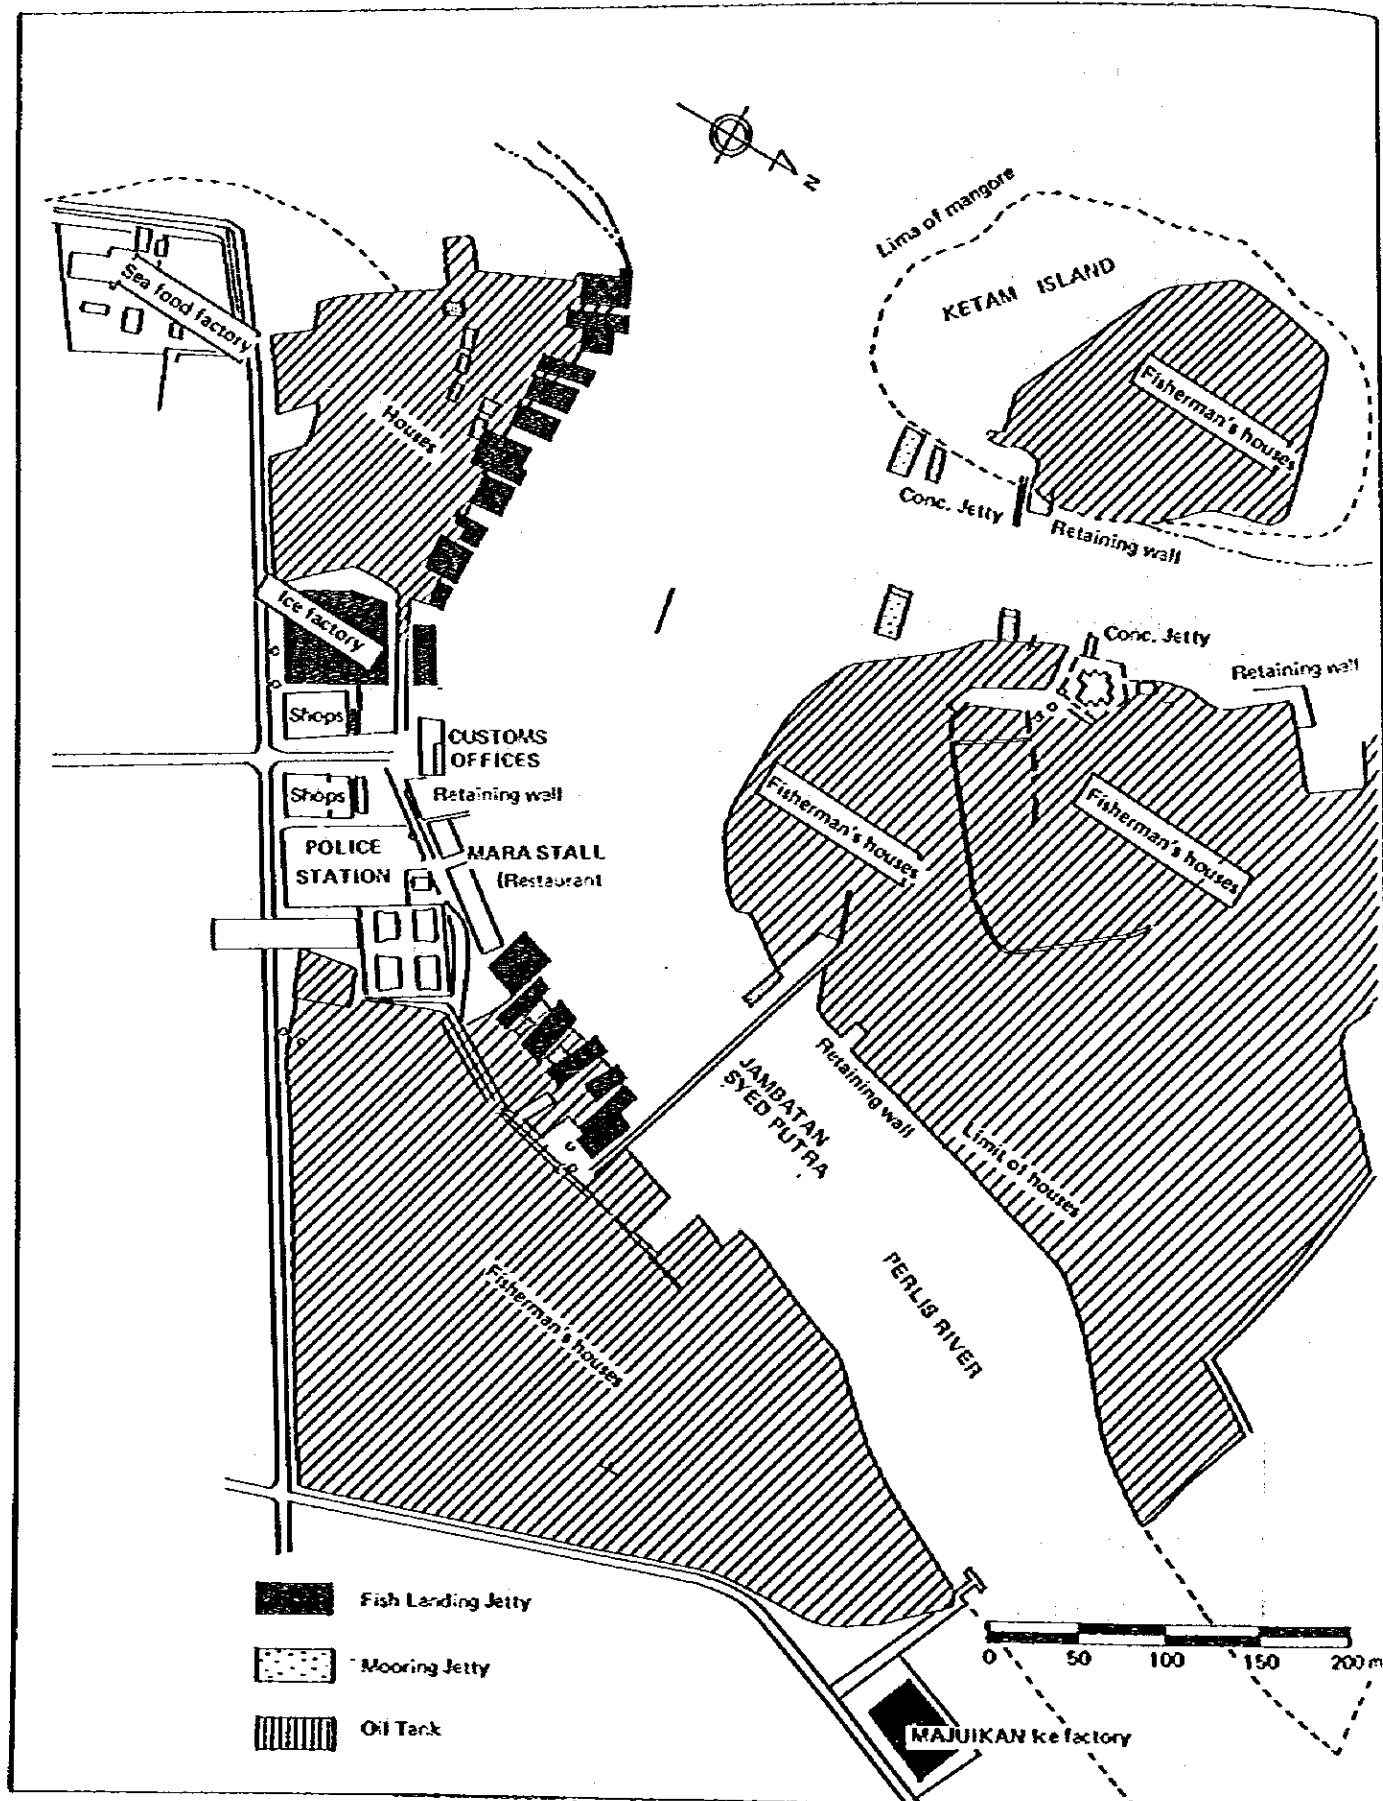 N
Lima of mangore
KETAM ISLAND
Sea food factory
Fisherman's houses
Houses
Conc. Jetty
Retaining wall
Ice factory
Conc. Jetty
Retaining wall
Shops
CUSTOMS
OFFICES
Shops
Retaining wall
Fisherman's houses
Fisherman's houses
POLICE
STATION
MARA STALL
(Restaurant
JAMBATAN
SYED PUTRA
Retaining wall
Limit of houses
PERLIS RIVER
Fisherman's houses
Fish Landing Jetty
Mooring Jetty
Oil Tank
0 50 100 150 200 m
MAJUIKAN Ice factory